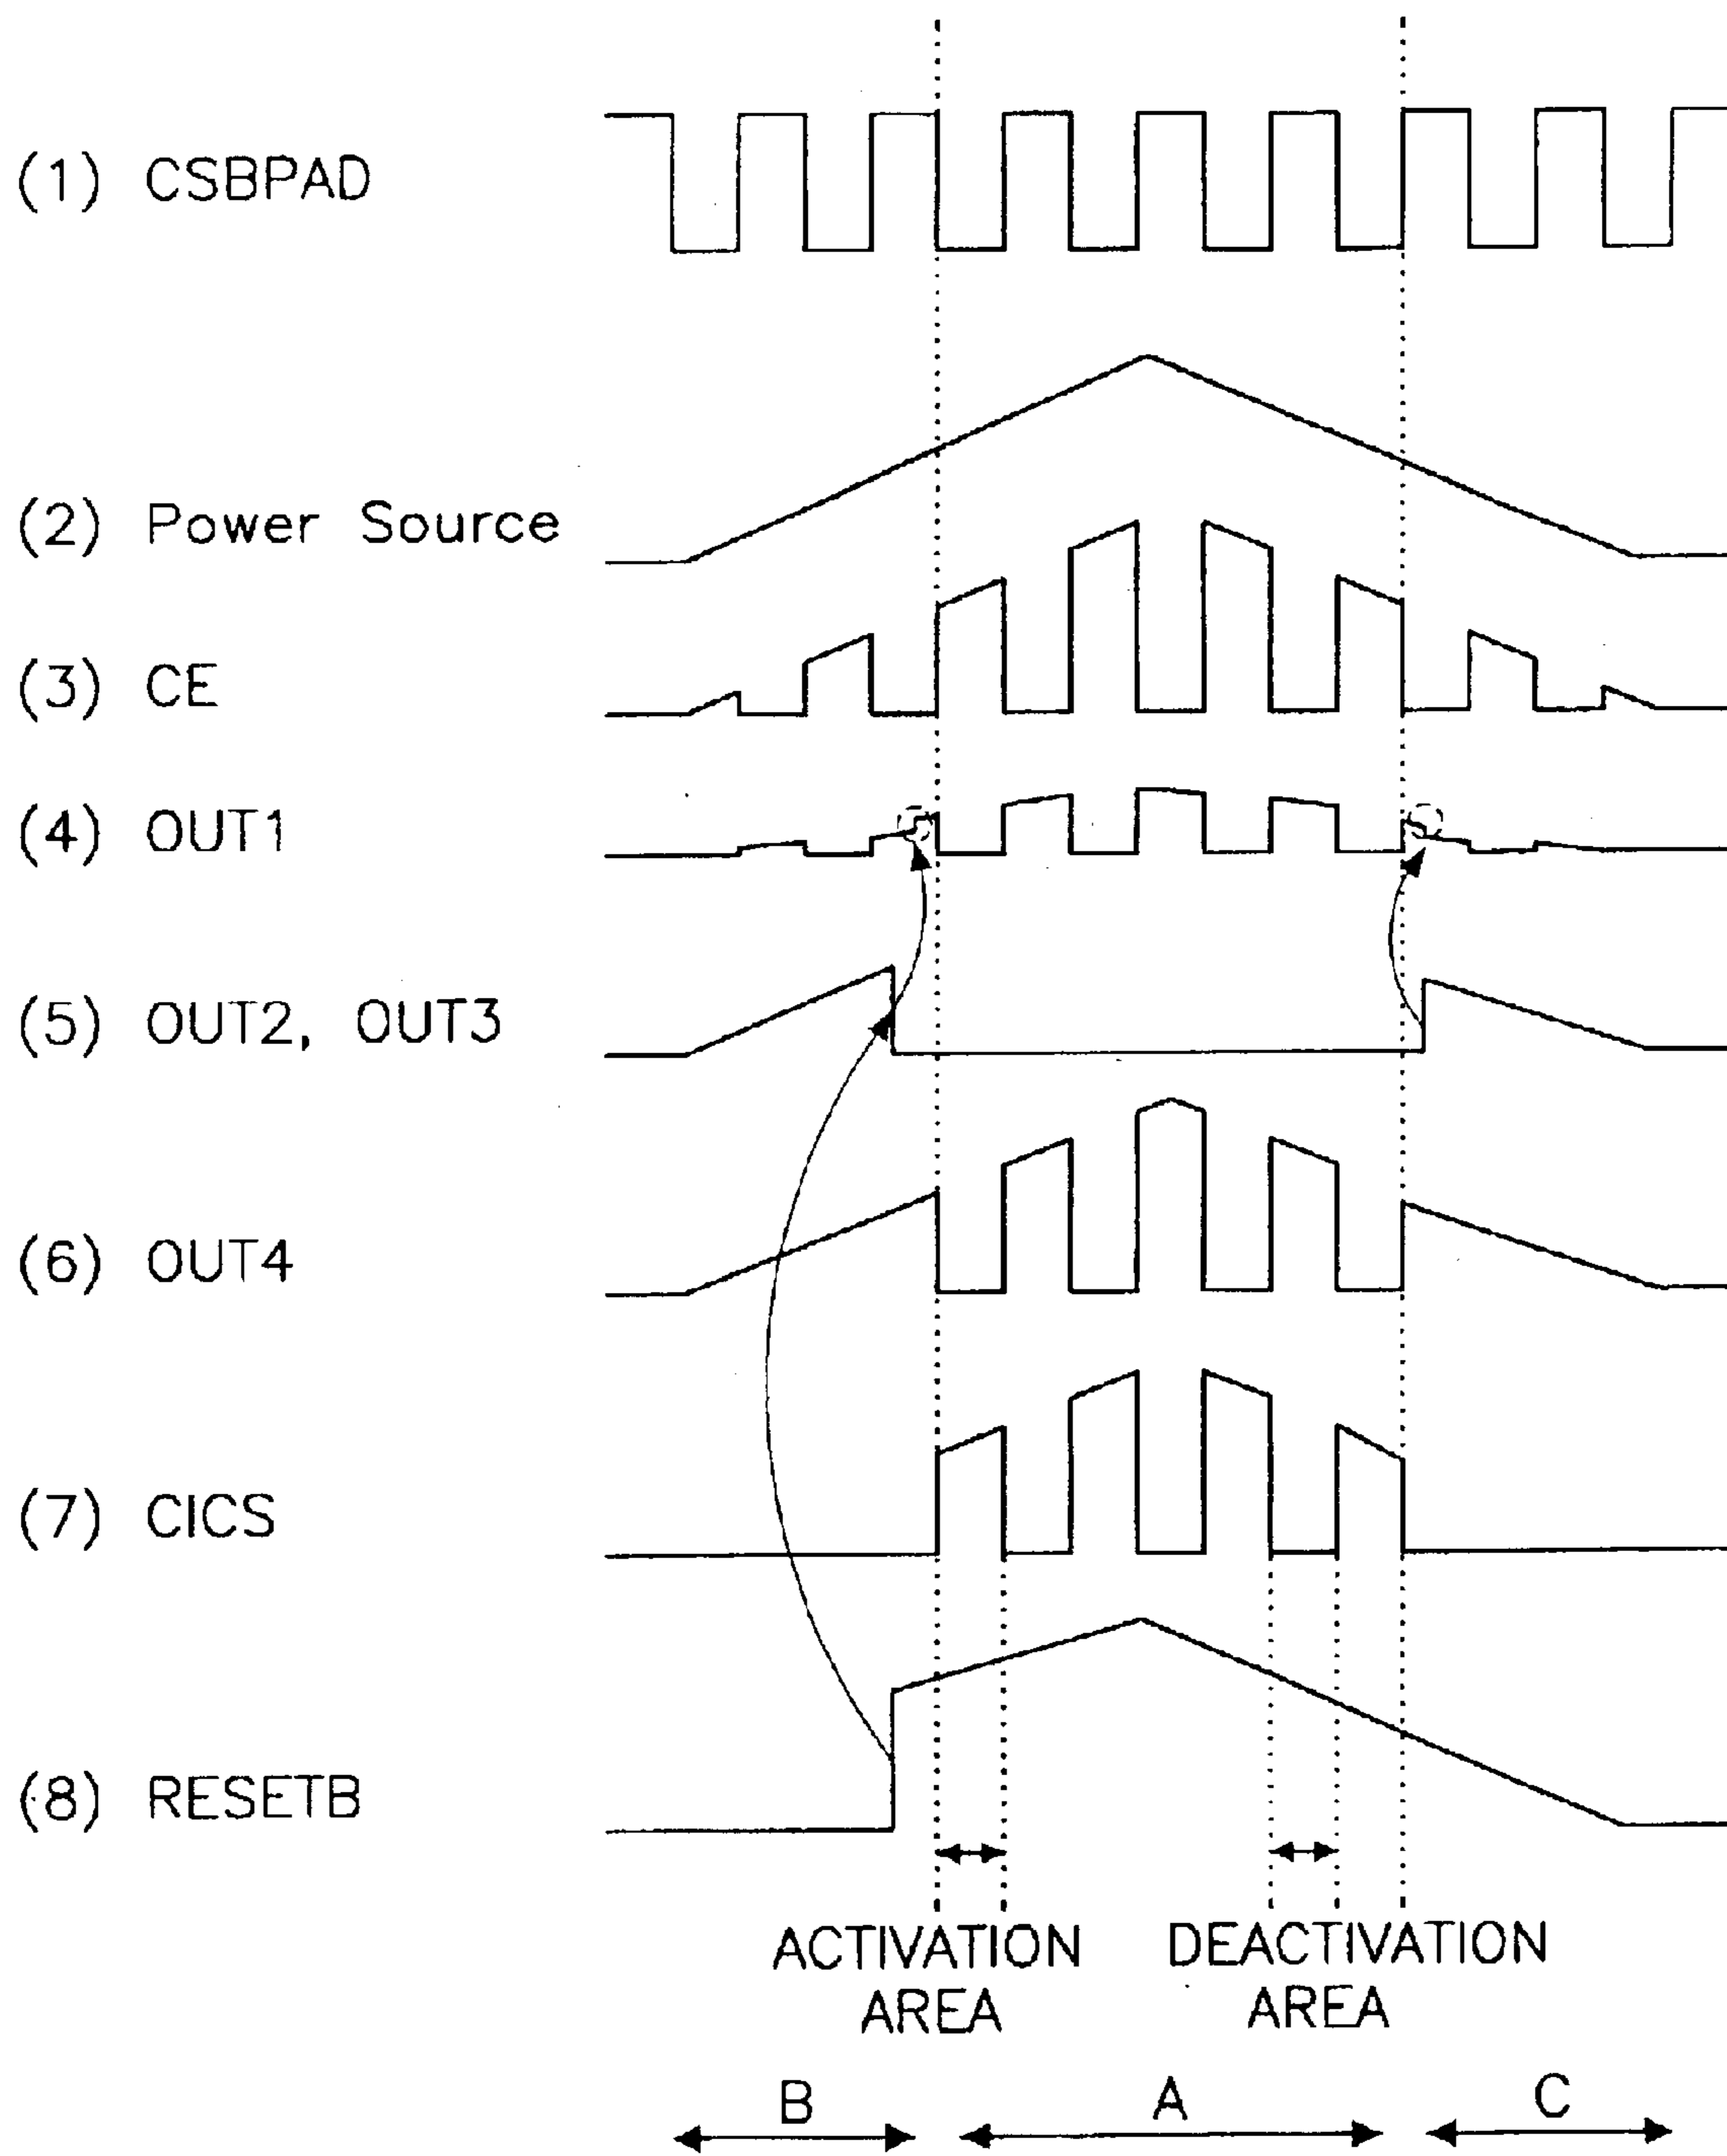 (1) CSBPAD
(2) Power Source
(3) CE
(4) OUT1
(5) OUT2, OUT3
(6) OUT4
(7) CICS
(8) RESETB
ACTIVATION AREA
DEACTIVATION AREA
B
A
C